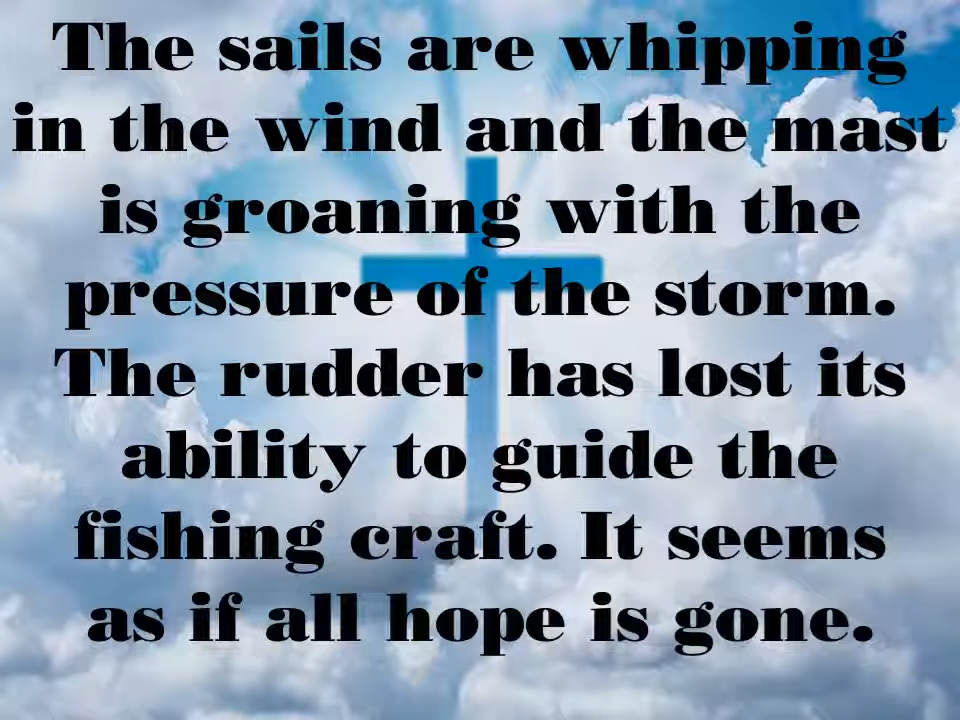 The sails are whipping
in the wind and the mast
is groaning with the
pressure of the storm.
The rudder has lost its
ability to guide the
fishing craft. It seems
as if all hope is gone.